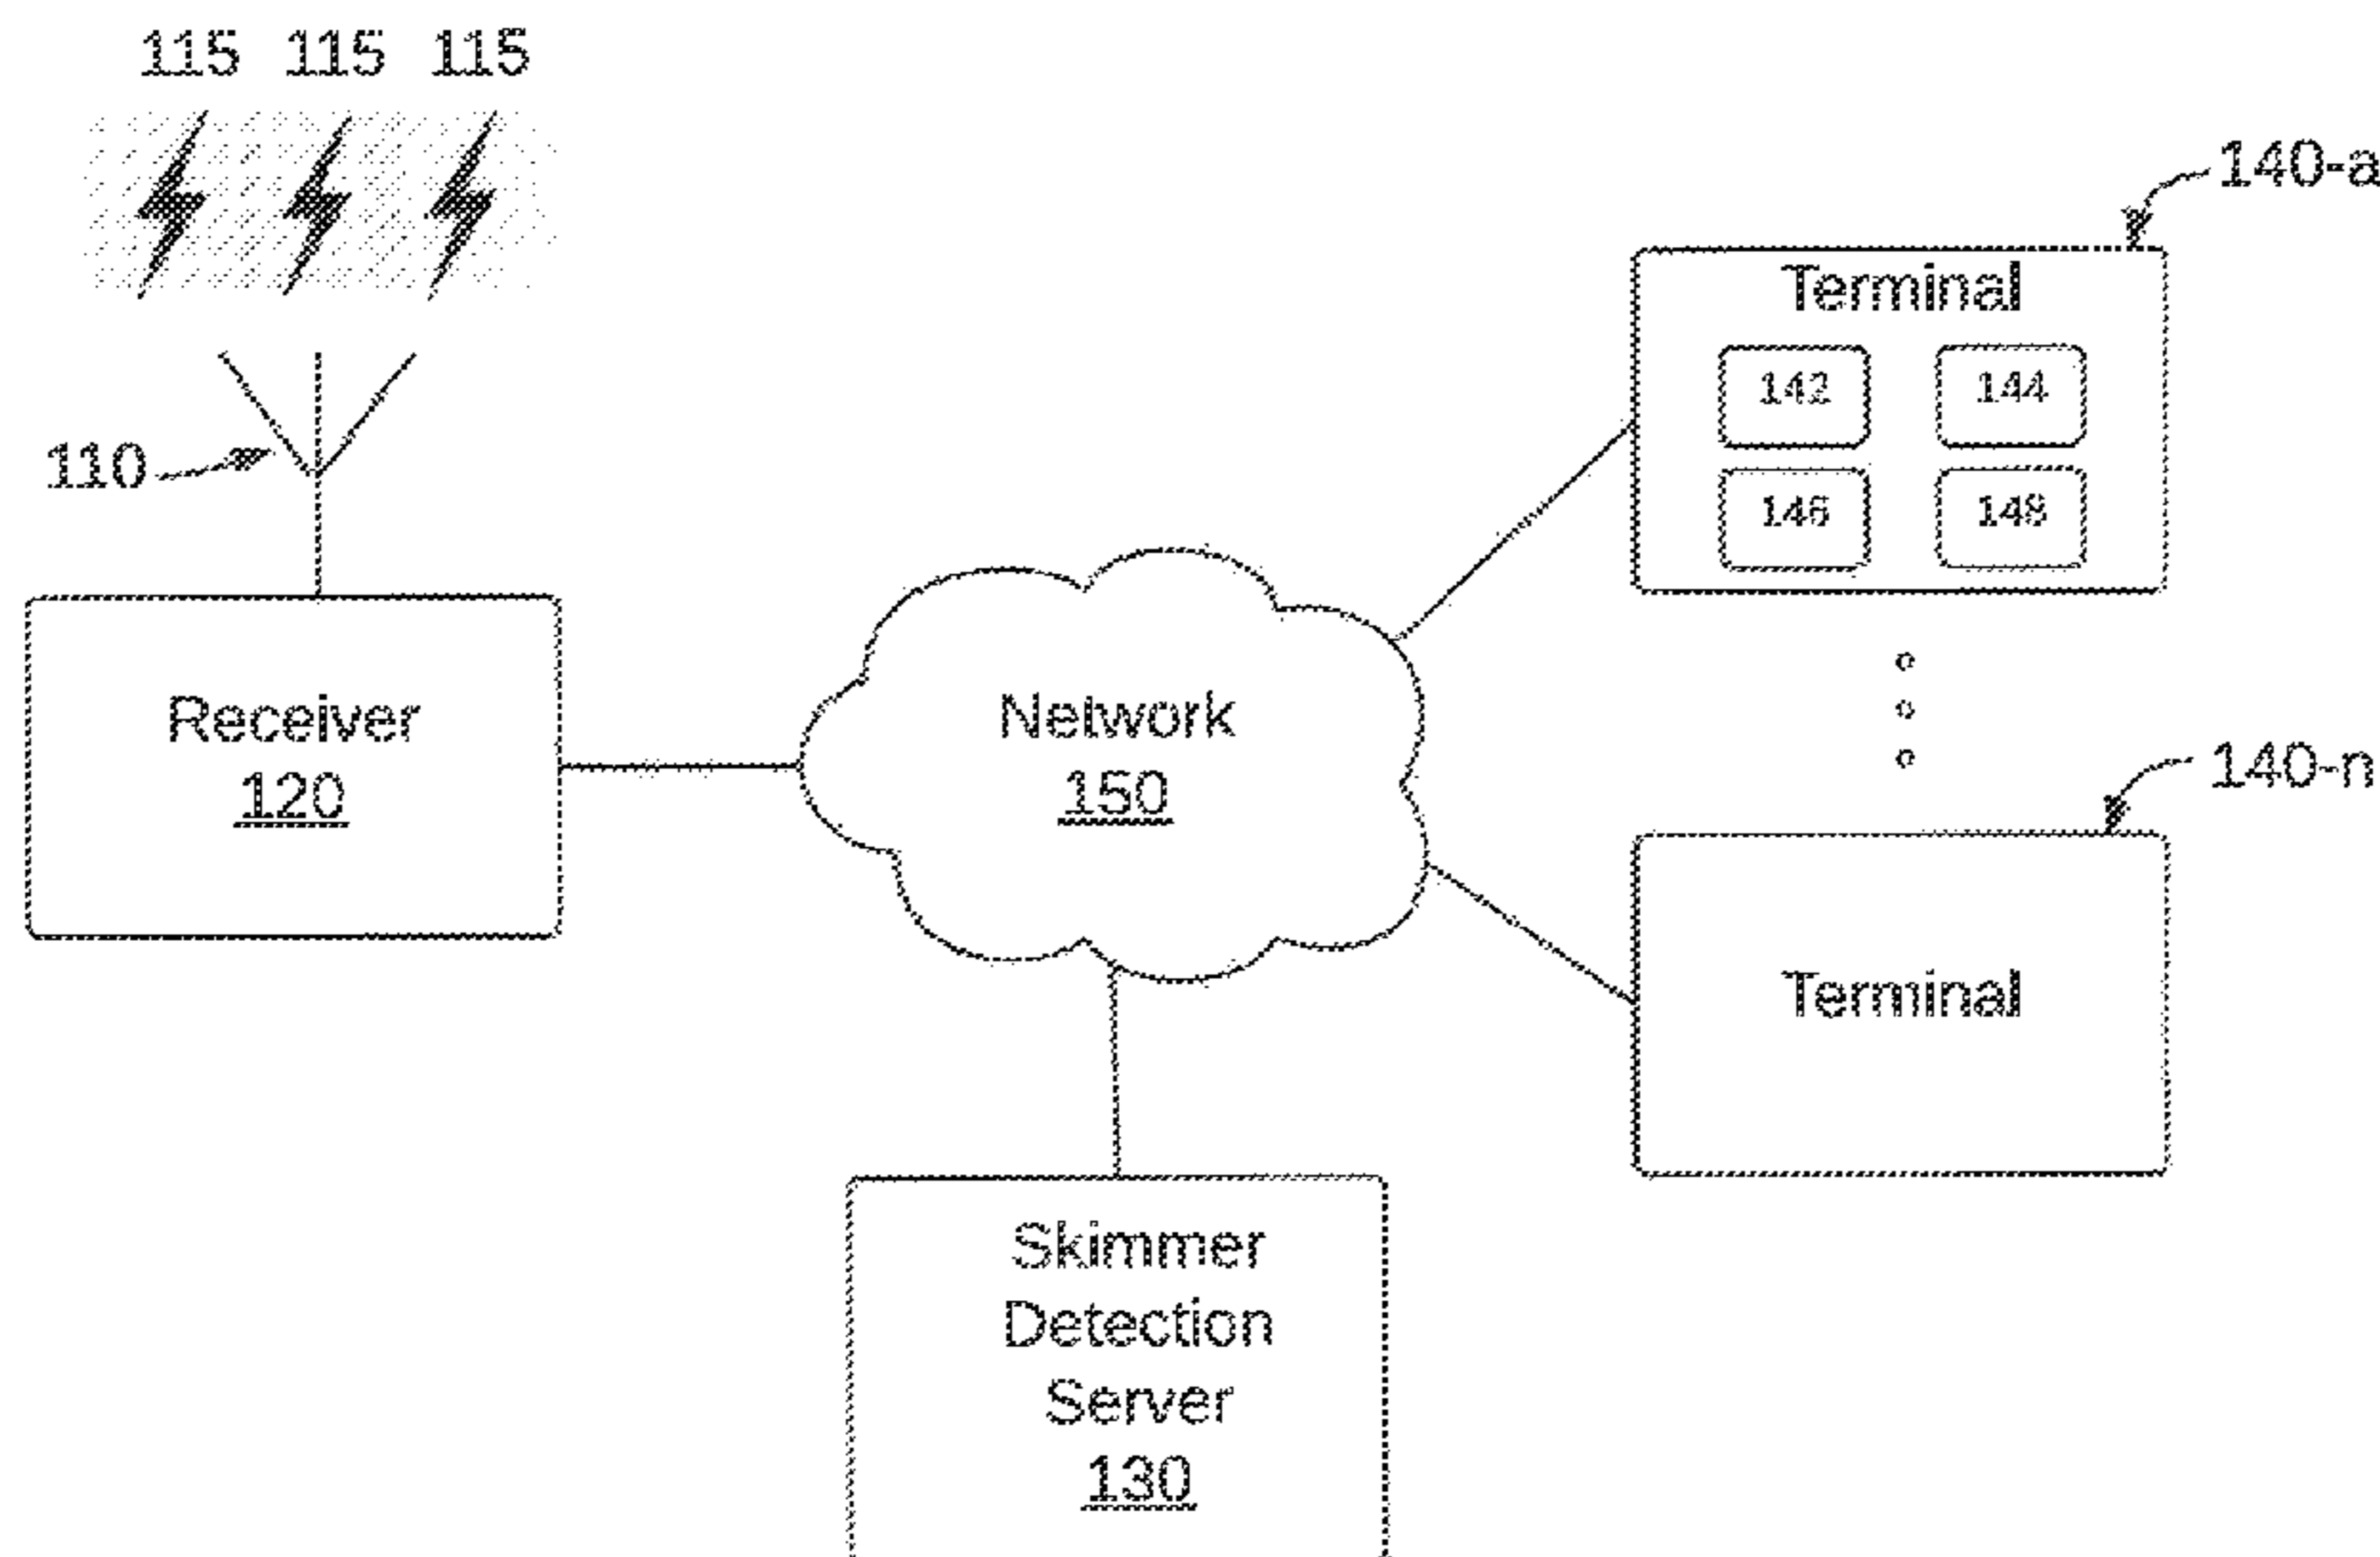 115 115 115
140-a
Terminal
142 144
110
146 148
Receiver
120
Network
150
140-n
Terminal
Skimmer
Detection
Server
130